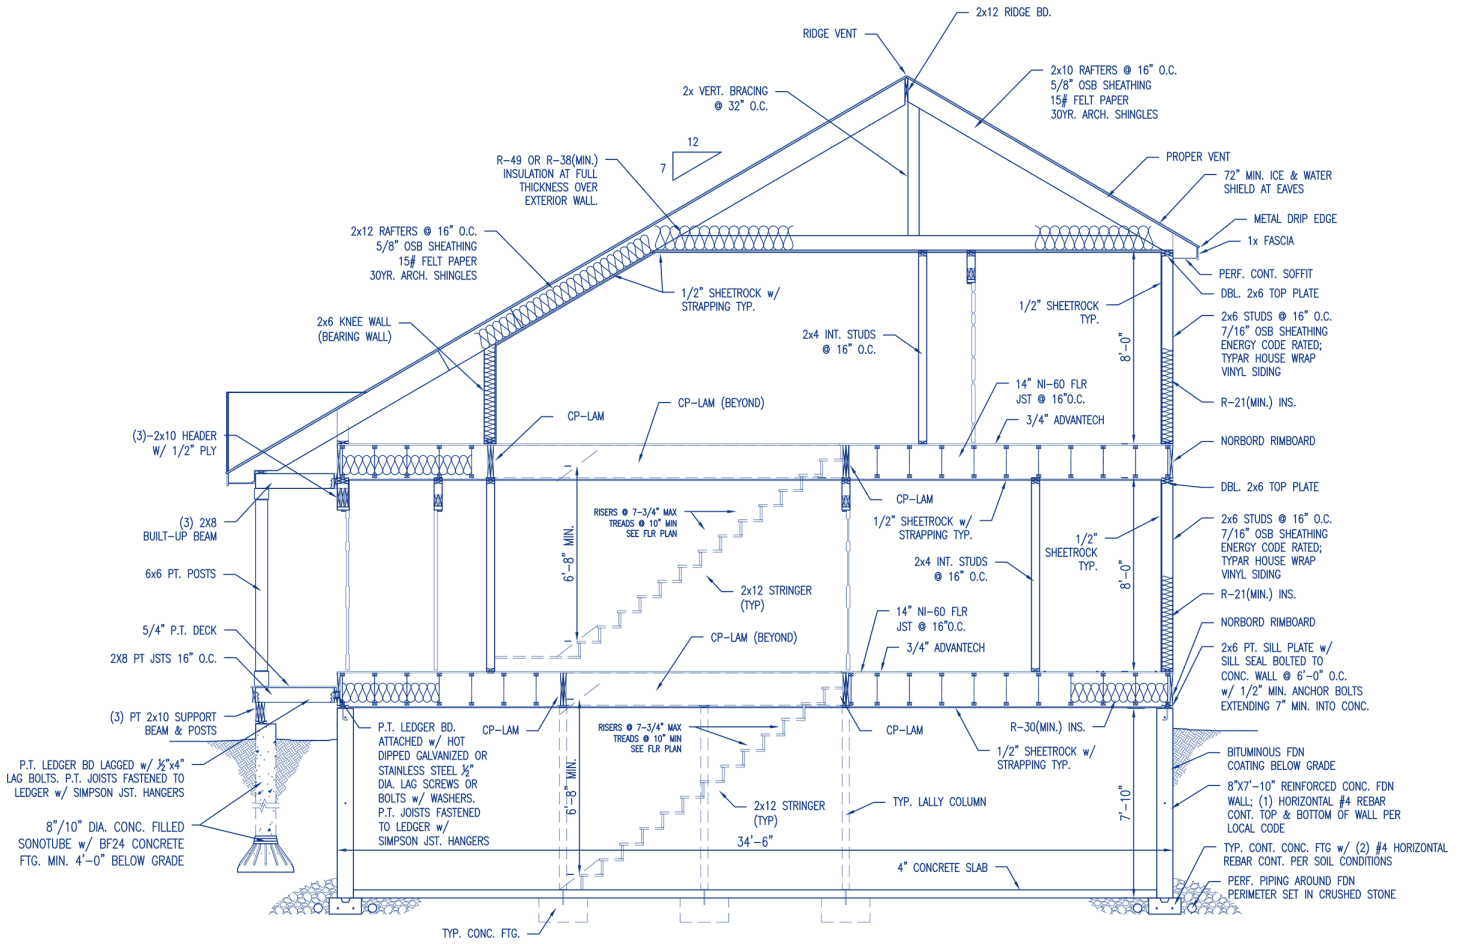 2x12 RIDGE BD.
RIDGE VENT
2x VERT. BRACING
@ 32" O.C.
2x10 RAFTERS @ 16" O.C.
5/8" OSB SHEATHING
15# FELT PAPER
30YR. ARCH. SHINGLES
12
7
R-49 OR R-38(MIN.)
INSULATION AT FULL
THICKNESS OVER
EXTERIOR WALL.
PROPER VENT
72" MIN. ICE & WATER
SHIELD AT EAVES
METAL DRIP EDGE
1x FASCIA
PERF. CONT. SOFFIT
DBL. 2x6 TOP PLATE
2x12 RAFTERS @ 16" O.C.
5/8" OSB SHEATHING
15# FELT PAPER
30YR. ARCH. SHINGLES
1/2" SHEETROCK w/
STRAPPING TYP.
1/2" SHEETROCK
TYP.
2x6 STUDS @ 16" O.C.
7/16" OSB SHEATHING
ENERGY CODE RATED;
TYPAR HOUSE WRAP
VINYL SIDING
2x6 KNEE WALL
(BEARING WALL)
2x4 INT. STUDS
@ 16" O.C.
8'-0"
14" NI-60 FLR
JST @ 16"O.C.
R-21(MIN.) INS.
CP-LAM
CP-LAM (BEYOND)
3/4" ADVANTECH
(3)-2x10 HEADER
W/ 1/2" PLY
NORBORD RIMBOARD
DBL. 2x6 TOP PLATE
CP-LAM
(3) 2X8
BUILT-UP BEAM
RISERS @ 7-3/4" MAX
TREADS @ 10" MIN
SEE FLR PLAN
6'-8" MIN.
1/2" SHEETROCK w/
STRAPPING TYP.
1/2"
SHEETROCK
TYP.
2x6 STUDS @ 16" O.C.
7/16" OSB SHEATHING
ENERGY CODE RATED;
TYPAR HOUSE WRAP
VINYL SIDING
6x6 PT. POSTS
2x4 INT. STUDS
@ 16" O.C.
8'-0"
2x12 STRINGER
(TYP)
R-21(MIN.) INS.
14" NI-60 FLR
JST @ 16"O.C.
NORBORD RIMBOARD
5/4" P.T. DECK
CP-LAM (BEYOND)
3/4" ADVANTECH
2X8 PT JSTS 16" O.C.
2x6 PT. SILL PLATE w/
SILL SEAL BOLTED TO
CONC. WALL @ 6'-0" O.C.
w/ 1/2" MIN. ANCHOR BOLTS
EXTENDING 7" MIN. INTO CONC.
(3) PT 2x10 SUPPORT
BEAM & POSTS
P.T. LEDGER BD.
ATTACHED w/ HOT
DIPPED GALVANIZED OR
STAINLESS STEEL ½"
DIA. LAG SCREWS OR
BOLTS w/ WASHERS.
P.T. JOISTS FASTENED
TO LEDGER w/
SIMPSON JST. HANGERS
CP-LAM
RISERS @ 7-3/4" MAX
TREADS @ 10" MIN
SEE FLR PLAN
CP-LAM
R-30(MIN.) INS.
1/2" SHEETROCK w/
STRAPPING TYP.
P.T. LEDGER BD LAGGED w/ ½"x4"
LAG BOLTS. P.T. JOISTS FASTENED TO
LEDGER w/ SIMPSON JST. HANGERS
BITUMINOUS FDN
COATING BELOW GRADE
6'-8" MIN.
2x12 STRINGER
(TYP)
TYP. LALLY COLUMN
7'-10"
8"X7'-10" REINFORCED CONC. FDN
WALL; (1) HORIZONTAL #4 REBAR
CONT. TOP & BOTTOM OF WALL PER
LOCAL CODE
8"/10" DIA. CONC. FILLED
SONOTUBE w/ BF24 CONCRETE
FTG. MIN. 4'-0" BELOW GRADE
34'-6"
TYP. CONT. CONC. FTG w/ (2) #4 HORIZONTAL
REBAR CONT. PER SOIL CONDITIONS
4" CONCRETE SLAB
PERF. PIPING AROUND FDN
PERIMETER SET IN CRUSHED STONE
TYP. CONC. FTG.